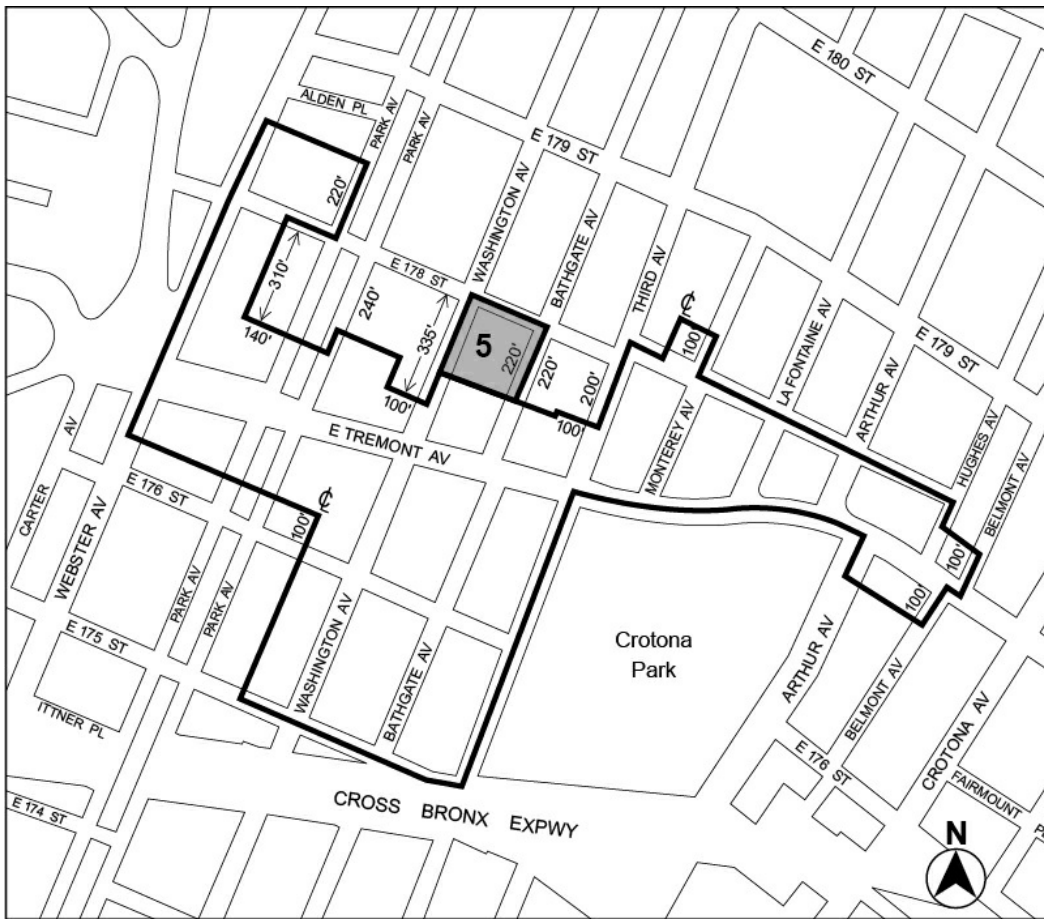 E 180 ST
ALDEN PL
PARK AV
PARK AV
E 179 ST
WASHINGTON AV
220'
BATHGATE AV
E 178 ST
THIRD AV
310'
240'
℄
LA FONTAINE AV
140'
335'
5
220'
220'
200'
100'
E 179 ST
ARTHUR AV
100'
100'
E TREMONT AV
MONTEREY AV
HUGHES AV
BELMONT AV
CARTER AV
E 176 ST
WEBSTER AV
100'
℄
PARK AV
PARK AV
100'
100'
E 175 ST
WASHINGTON AV
BATHGATE AV
Crotona
Park
ARTHUR AV
BELMONT AV
CROTONA AV
ITTNER PL
E 176 ST
FAIRMOUNT PL
E 174 ST
CROSS BRONX EXPWY
N